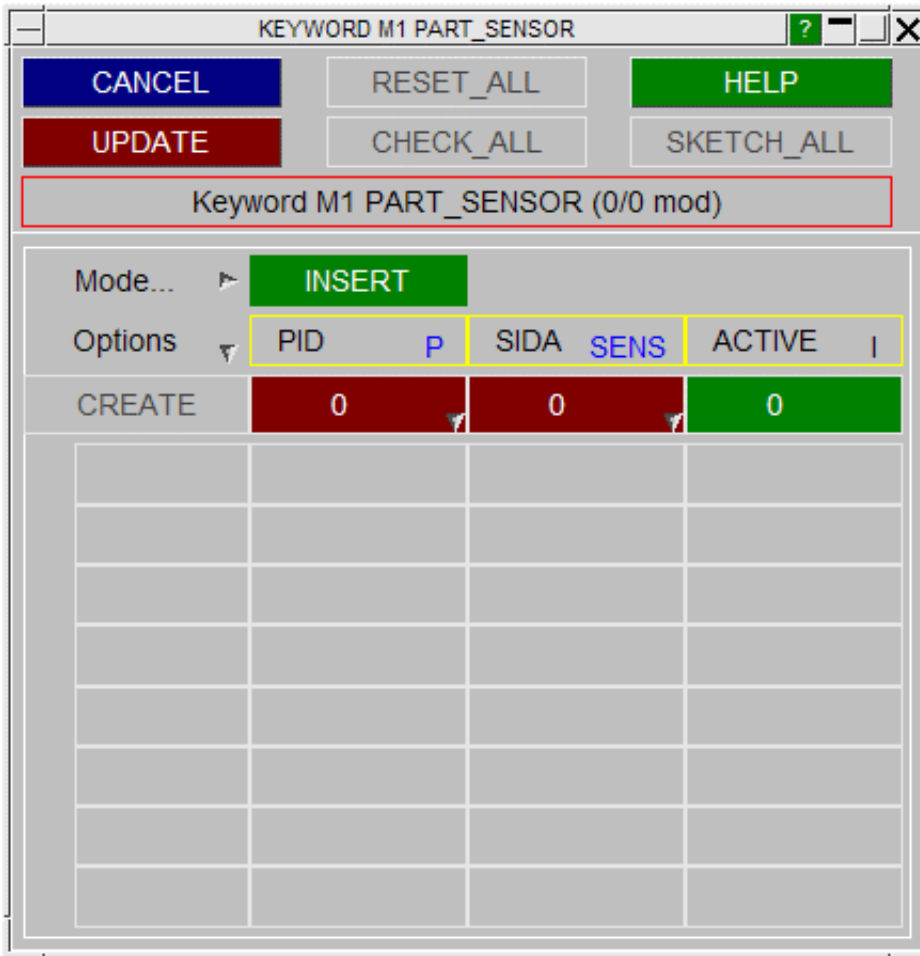 KEYWORD M1 PART_SENSOR ?
CANCEL RESET_ALL HELP
UPDATE CHECK_ALL SKETCH_ALL
Keyword M1 PART_SENSOR (0/0 mod)
Mode... INSERT
Options PID P SIDA SENS ACTIVE I
CREATE 0 0 0